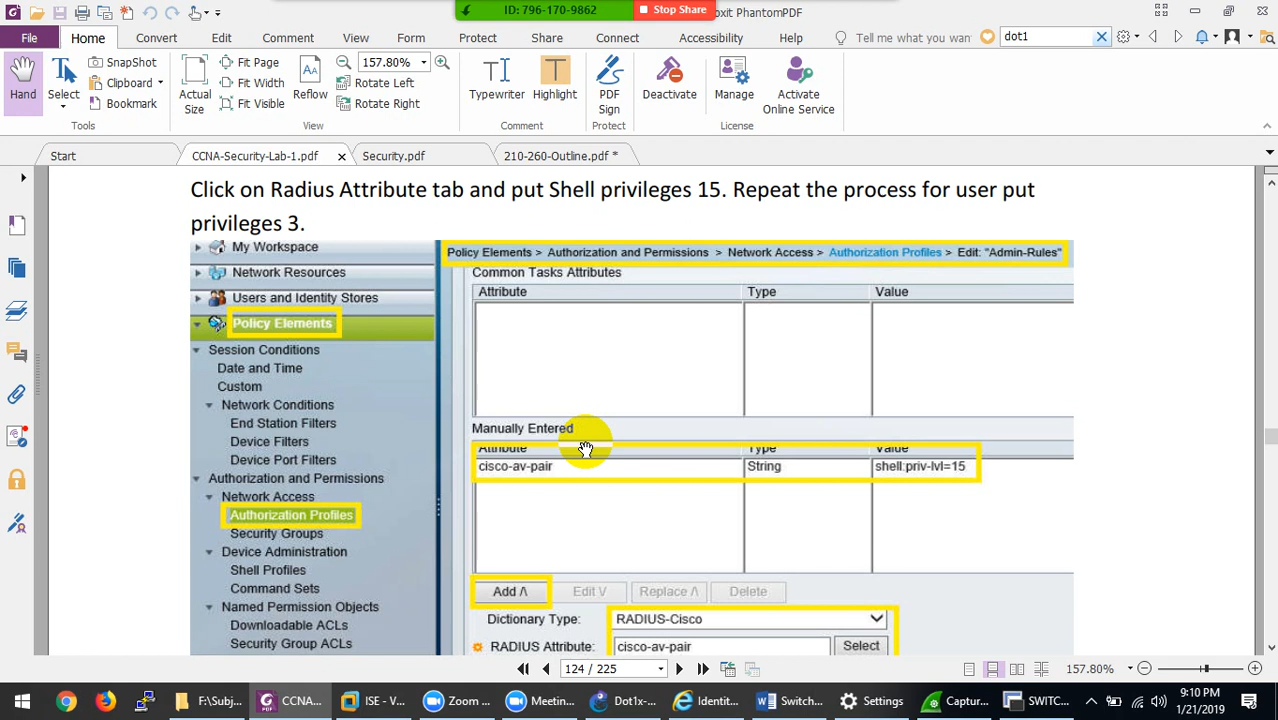 ID: 796-170-9862
Stop Share
oxit PhantomPDF
File
Home
Convert
Edit
Comment
View
Form
Protect
Share
Connect
Accessibility
Help
Tell me what you want
dot1
Hand
Select
SnapShot
Clipboard
Bookmark
Tools
Actual Size
Fit Page
Fit Width
Fit Visible
Reflow
157.80%
Rotate Left
Rotate Right
View
Typewriter
Highlight
Comment
PDF Sign
Protect
Deactivate
Manage
License
Activate Online Service
Start
CCNA-Security-Lab-1.pdf
Security.pdf
210-260-Outline.pdf *
Click on Radius Attribute tab and put Shell privileges 15. Repeat the process for user put
privileges 3.
My Workspace
Network Resources
Users and Identity Stores
Policy Elements
Session Conditions
Date and Time
Custom
Network Conditions
End Station Filters
Device Filters
Device Port Filters
Authorization and Permissions
Network Access
Authorization Profiles
Security Groups
Device Administration
Shell Profiles
Command Sets
Named Permission Objects
Downloadable ACLs
Security Group ACLs
Policy Elements > Authorization and Permissions > Network Access > Authorization Profiles > Edit: "Admin-Rules"
Common Tasks Attributes
Attribute Type Value
Manually Entered
Attribute Type Value
cisco-av-pair String shell:priv-lvl=15
Add /\ Edit V Replace /\ Delete
Dictionary Type: RADIUS-Cisco
RADIUS Attribute: cisco-av-pair Select
124 / 225
157.80%
F:\Subj...
CCNA...
ISE - V...
Zoom ...
Meetin...
Dot1x-...
Identit...
Switch...
Settings
Captur...
SWITC...
9:10 PM
1/21/2019